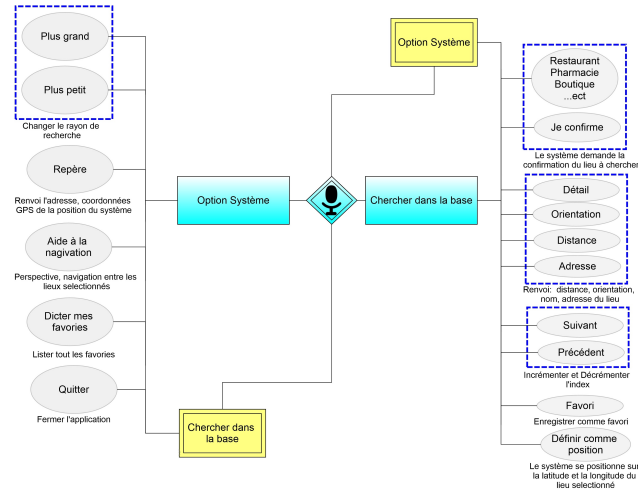 Plus grand
Plus petit
Changer le rayon de
recherche
Repère
Renvoi l'adresse, coordonnées
GPS de la position du système
Aide à la
nagivation
Perspective, navigation entre les
lieux selectionnés
Dicter mes
favories
Lister tout les favories
Quitter
Fermer l'application
Option Système
Chercher dans
la base
Option Système
Chercher dans la base
Restaurant
Pharmacie
Boutique
...ect
Je confirme
Le système demande la
confirmation du lieu à chercher
Détail
Orientation
Distance
Adresse
Renvoi: distance, orientation,
nom, adresse du lieu
Suivant
Précédent
Incrémenter et Décrémenter
l'index
Favori
Enregistrer comme favori
Définir comme
position
Le système se positionne sur
la latitude et la longitude du
lieu selectionné